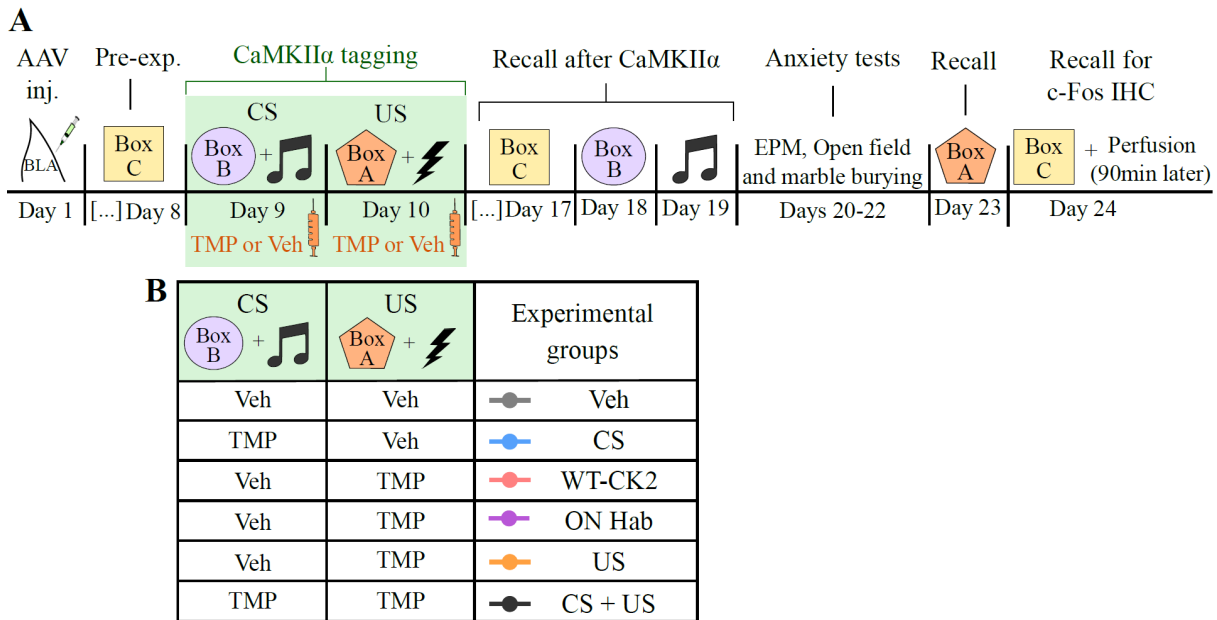 A
AAV inj.
Pre-exp.
CaMKIIα tagging
Recall after CaMKIIα
Anxiety tests
Recall
Recall for c-Fos IHC
BLA
Box C
CS
Box B +
US
Box A +
Box C
Box B
EPM, Open field and marble burying
Box A
Box C + Perfusion (90min later)
Day 1
[...] Day 8
Day 9
Day 10
[...]Day 17
Day 18
Day 19
Days 20-22
Day 23
Day 24
TMP or Veh
TMP or Veh
B
CS
Box B +
US
Box A +
Experimental groups
Veh Veh Veh
TMP Veh CS
Veh TMP WT-CK2
Veh TMP ON Hab
Veh TMP US
TMP TMP CS + US